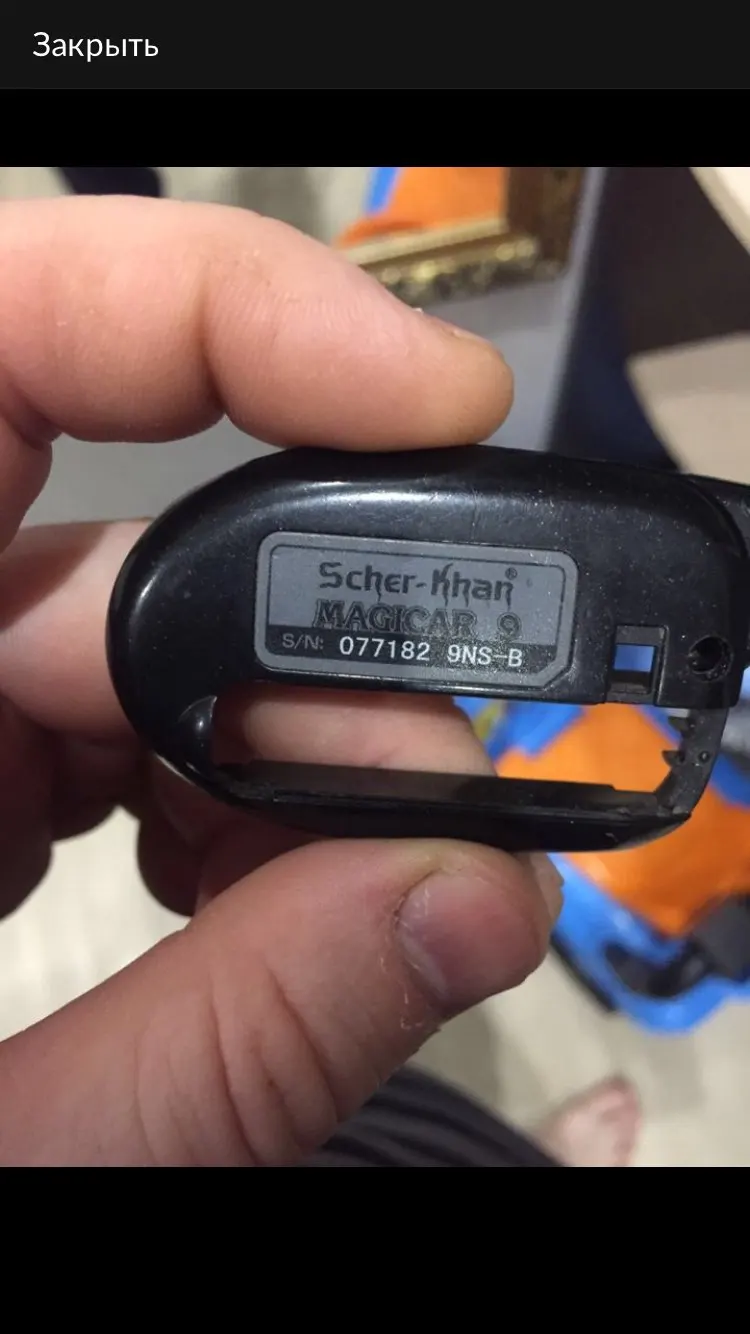 Закрыть
Scher-Khan®
MAGICAR 9
S/N: 077182 9NS-B